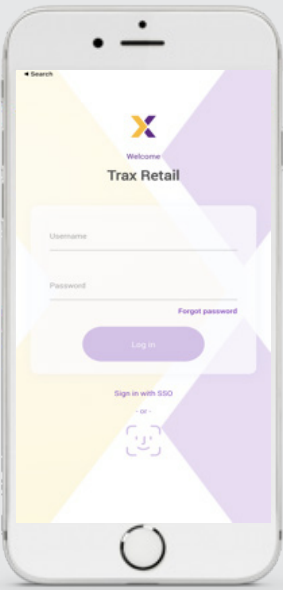 ◂ Search
Welcome
Trax Retail
Username
Password
Forgot password
Log in
Sign in with SSO
- or -